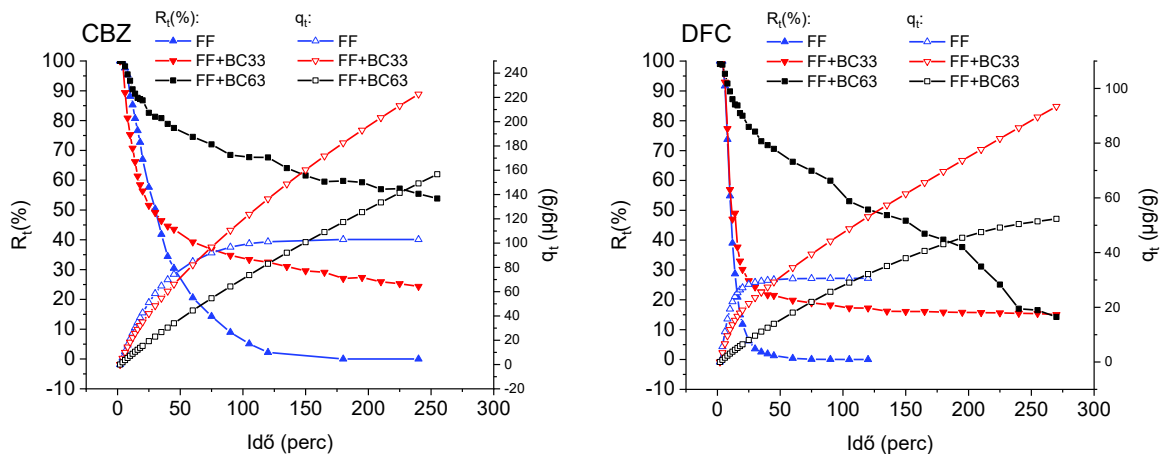 CBZ
Rt(%): qt:
FF FF
FF+BC33 FF+BC33
FF+BC63 FF+BC63
100
90
80
70
60
50
40
30
20
10
0
-10
Rt(%)
240
220
200
180
160
140
120
100
80
60
40
20
0
-20
qt (µg/g)
0 50 100 150 200 250 300
Idő (perc)
DFC
Rt(%): qt:
FF FF
FF+BC33 FF+BC33
FF+BC63 FF+BC63
100
90
80
70
60
50
40
30
20
10
0
-10
Rt(%)
100
80
60
40
20
0
qt (µg/g)
0 50 100 150 200 250 300
Idő (perc)